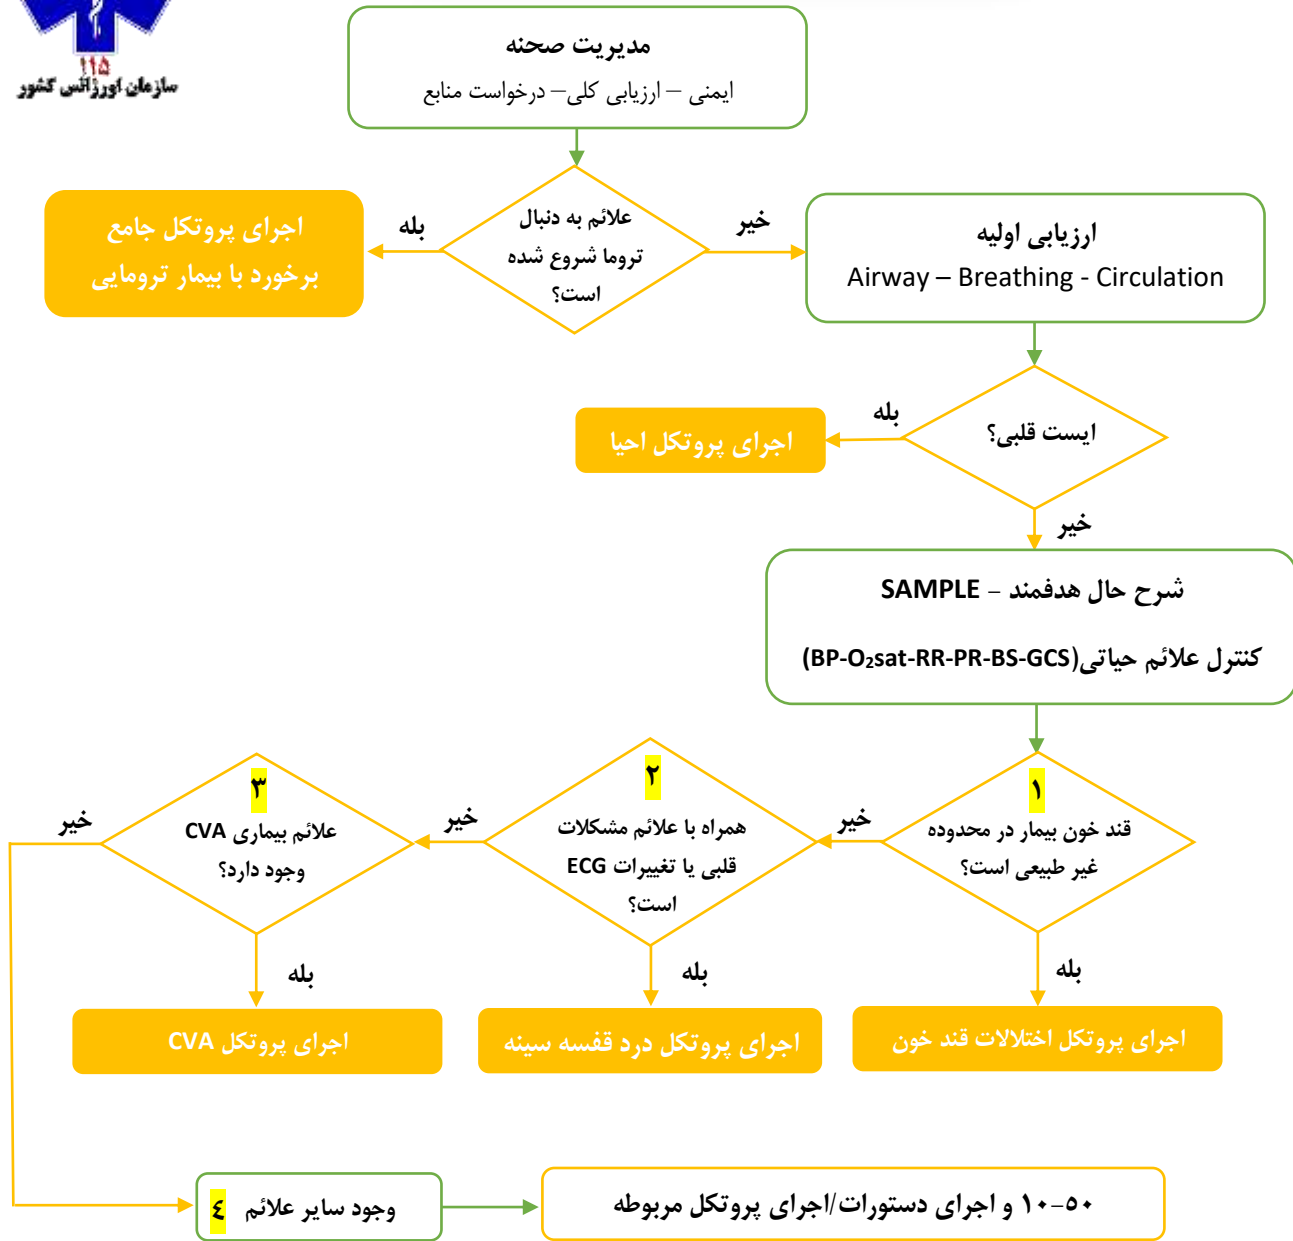 ۱۱۵
سازمان اورژانس کشور
مدیریت صحنه
ایمنی – ارزیابی کلی– درخواست منابع
علائم به دنبال
تروما شروع شده
است؟
بله
اجرای پروتکل جامع
برخورد با بیمار ترومایی
خیر
ارزیابی اولیه
Airway – Breathing - Circulation
ایست قلبی؟
بله
اجرای پروتکل احیا
خیر
شرح حال هدفمند – SAMPLE
کنترل علائم حیاتی(BP-O₂sat-RR-PR-BS-GCS)
۱
قند خون بیمار در محدوده
غیر طبیعی است؟
بله
اجرای پروتکل اختلالات قند خون
خیر
۲
همراه با علائم مشکلات
قلبی یا تغییرات ECG
است؟
بله
اجرای پروتکل درد قفسه سینه
خیر
۳
علائم بیماری CVA
وجود دارد؟
بله
اجرای پروتکل CVA
خیر
وجود سایر علائم ٤
۱۰-۵۰ و اجرای دستورات/اجرای پروتکل مربوطه